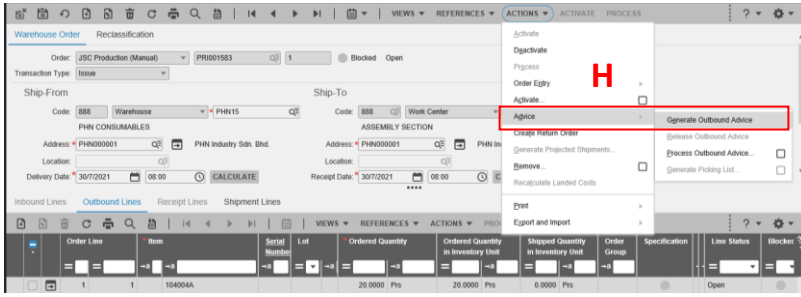 VIEWS REFERENCES ACTIONS ACTIVATE PROCESS ?
Warehouse Order Reclassification
Order: JSC Production (Manual) PRI001583 1 Blocked Open
Transaction Type: Issue
Ship-From Ship-To
Code: 888 Warehouse * PHN15 Code: 888 Work Center
PHN CONSUMABLES ASSEMBLY SECTION
Address: * PHN000001 PHN Industry Sdn. Bhd. Address: * PHN000001 PHN In
Location: Location:
Delivery Date: * 30/7/2021 08:00 CALCULATE Receipt Date: * 30/7/2021 08:00 C
Activate
Deactivate
Process
Order Entry
Activate...
Advice
Create Return Order
Generate Projected Shipments...
Remove...
Recalculate Landed Costs
Print
Export and Import
H
Generate Outbound Advice
Release Outbound Advice
Process Outbound Advice...
Generate Picking List...
Inbound Lines Outbound Lines Receipt Lines Shipment Lines
VIEWS REFERENCES ACTIONS PRO ?
Order Line * Item Serial Lot * Ordered Quantity Ordered Quantity Shipped Quantity Order Specification Line Status Blocked
Numbe in Inventory Unit in Inventory Unit Group
1 1 104004A 20.0000 Prs 20.0000 Prs 0.0000 Prs Open